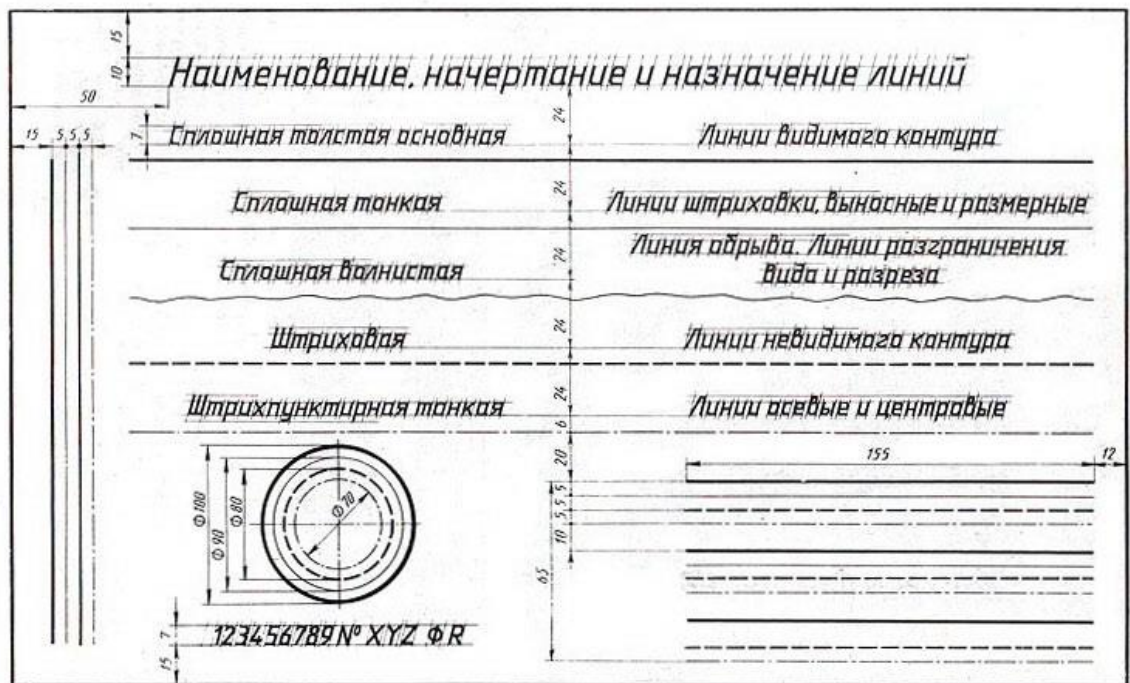 15
10
Наименование, начертание и назначение линий
50
24
15 5 5 5
7
Сплошная толстая основная
Линии видимого контура
24
Сплошная тонкая
Линии штриховки, выносные и размерные
24
Линия обрыва. Линии разграничения
вида и разреза
Сплошная волнистая
24
Штриховая
Линии невидимого контура
24
Штрихпунктирная тонкая
Линии осевые и центровые
6
20
155
12
Ф100
Ф90
Ф80
Ф70
5
5
5
10
65
7
123456789 № XYZ Ф R
15